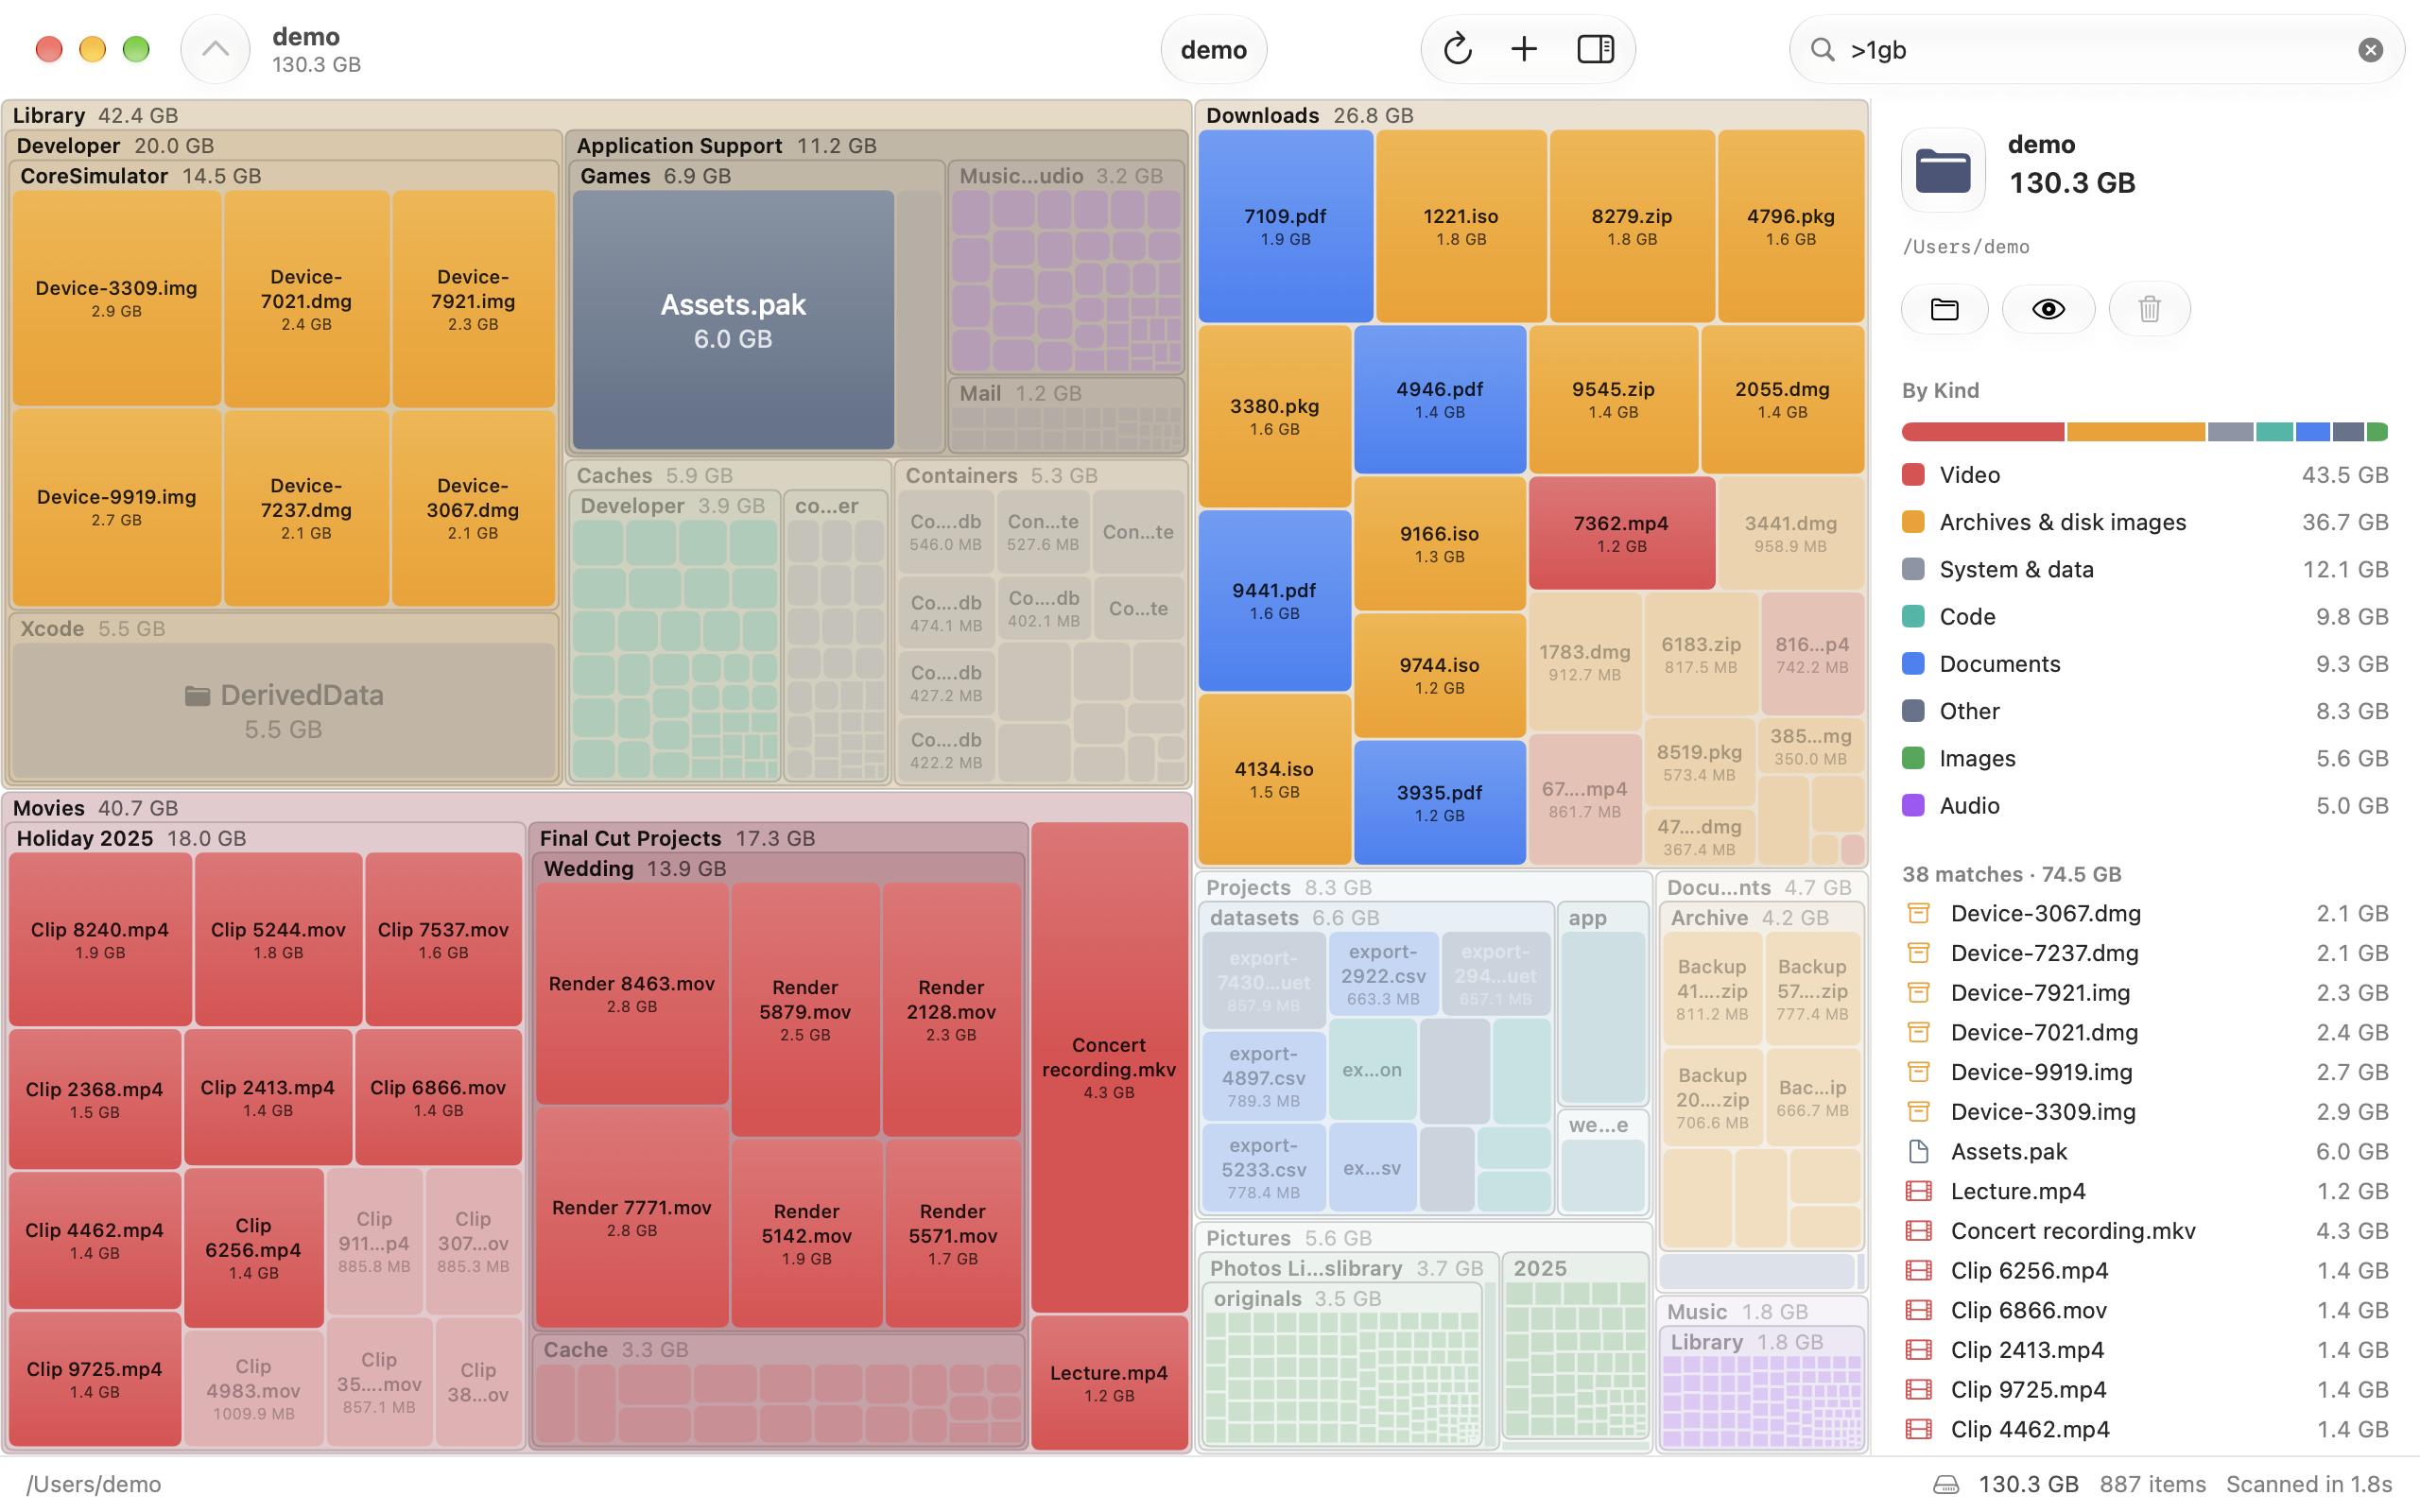 demo
130.3 GB
demo
>1gb
Library 42.4 GB
Developer 20.0 GB
CoreSimulator 14.5 GB
Device-3309.img
2.9 GB
Device-
7021.dmg
2.4 GB
Device-
7921.img
2.3 GB
Device-9919.img
2.7 GB
Device-
7237.dmg
2.1 GB
Device-
3067.dmg
2.1 GB
Xcode 5.5 GB
DerivedData
5.5 GB
Application Support 11.2 GB
Games 6.9 GB
Assets.pak
6.0 GB
Music...udio 3.2 GB
Mail 1.2 GB
Caches 5.9 GB
Developer 3.9 GB
co...er
Containers 5.3 GB
Co....db
546.0 MB
Con...te
527.6 MB
Con...te
Co....db
474.1 MB
Co....db
402.1 MB
Co...te
Co....db
427.2 MB
Co....db
422.2 MB
Movies 40.7 GB
Holiday 2025 18.0 GB
Clip 8240.mp4
1.9 GB
Clip 5244.mov
1.8 GB
Clip 7537.mov
1.6 GB
Clip 2368.mp4
1.5 GB
Clip 2413.mp4
1.4 GB
Clip 6866.mov
1.4 GB
Clip 4462.mp4
1.4 GB
Clip
6256.mp4
1.4 GB
Clip
911...p4
885.8 MB
Clip
307...ov
885.3 MB
Clip 9725.mp4
1.4 GB
Clip
4983.mov
1009.9 MB
Clip
35....mov
857.1 MB
Clip
38...ov
Final Cut Projects 17.3 GB
Wedding 13.9 GB
Render 8463.mov
2.8 GB
Render
5879.mov
2.5 GB
Render
2128.mov
2.3 GB
Render 7771.mov
2.8 GB
Render
5142.mov
1.9 GB
Render
5571.mov
1.7 GB
Cache 3.3 GB
Concert
recording.mkv
4.3 GB
Lecture.mp4
1.2 GB
Downloads 26.8 GB
7109.pdf
1.9 GB
1221.iso
1.8 GB
8279.zip
1.8 GB
4796.pkg
1.6 GB
3380.pkg
1.6 GB
4946.pdf
1.4 GB
9545.zip
1.4 GB
2055.dmg
1.4 GB
9441.pdf
1.6 GB
9166.iso
1.3 GB
7362.mp4
1.2 GB
3441.dmg
958.9 MB
9744.iso
1.2 GB
1783.dmg
912.7 MB
6183.zip
817.5 MB
816...p4
742.2 MB
4134.iso
1.5 GB
3935.pdf
1.2 GB
67....mp4
861.7 MB
8519.pkg
573.4 MB
385...mg
350.0 MB
47....dmg
367.4 MB
Projects 8.3 GB
datasets 6.6 GB
export-
7430...uet
857.9 MB
export-
2922.csv
663.3 MB
export-
294...uet
657.1 MB
export-
4897.csv
789.3 MB
ex...on
export-
5233.csv
778.4 MB
ex...sv
app
we...e
Docu...nts 4.7 GB
Archive 4.2 GB
Backup
41....zip
811.2 MB
Backup
57....zip
777.4 MB
Backup
20....zip
706.6 MB
Bac...ip
666.7 MB
Pictures 5.6 GB
Photos Li...slibrary 3.7 GB
originals 3.5 GB
2025
Music 1.8 GB
Library 1.8 GB
demo
130.3 GB
/Users/demo
By Kind
Video 43.5 GB
Archives & disk images 36.7 GB
System & data 12.1 GB
Code 9.8 GB
Documents 9.3 GB
Other 8.3 GB
Images 5.6 GB
Audio 5.0 GB
38 matches · 74.5 GB
Device-3067.dmg 2.1 GB
Device-7237.dmg 2.1 GB
Device-7921.img 2.3 GB
Device-7021.dmg 2.4 GB
Device-9919.img 2.7 GB
Device-3309.img 2.9 GB
Assets.pak 6.0 GB
Lecture.mp4 1.2 GB
Concert recording.mkv 4.3 GB
Clip 6256.mp4 1.4 GB
Clip 6866.mov 1.4 GB
Clip 2413.mp4 1.4 GB
Clip 9725.mp4 1.4 GB
Clip 4462.mp4 1.4 GB
/Users/demo
130.3 GB 887 items Scanned in 1.8s